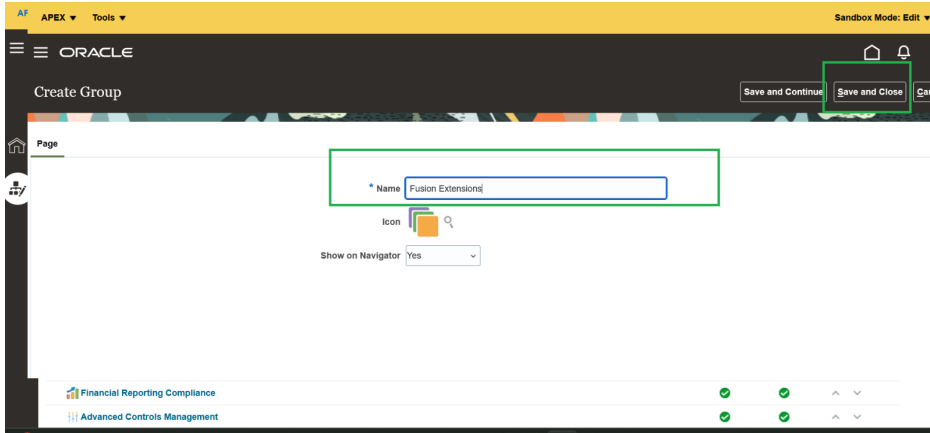 AF
APEX Tools Sandbox Mode: Edit
ORACLE
Create Group Save and Continue Save and Close
Page
* Name Fusion Extensions
Icon
Show on Navigator Yes
Financial Reporting Compliance
Advanced Controls Management